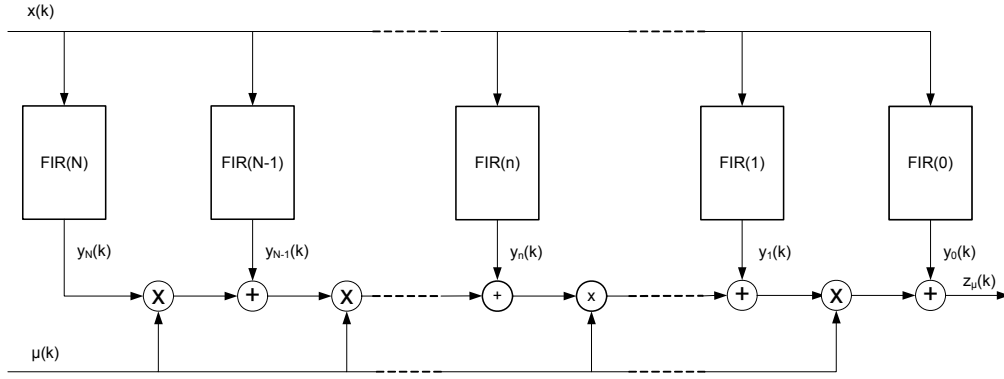 x(k)
FIR(N)
FIR(N-1)
FIR(n)
FIR(1)
FIR(0)
yN(k)
yN-1(k)
yn(k)
y1(k)
y0(k)
X
+
X
+
x
+
X
+
zµ(k)
µ(k)